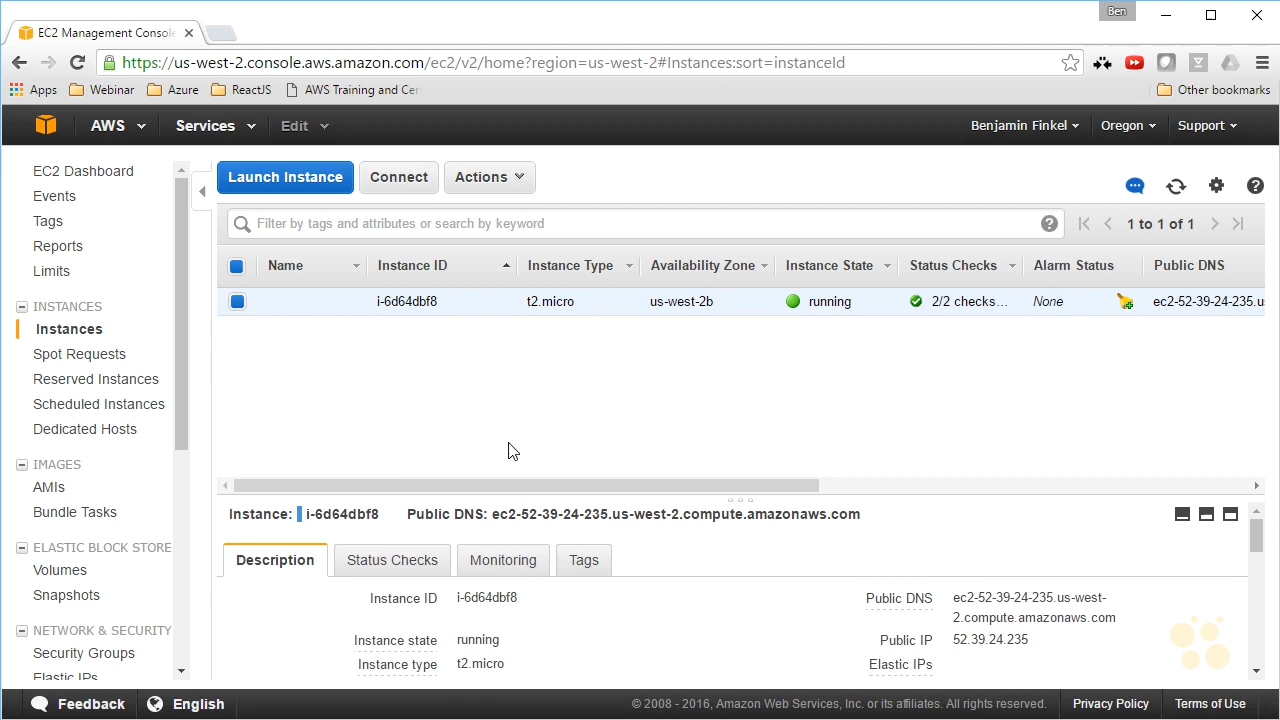 Ben
EC2 Management Console
https://us-west-2.console.aws.amazon.com/ec2/v2/home?region=us-west-2#Instances:sort=instanceId
Apps Webinar Azure ReactJS AWS Training and Cer Other bookmarks
AWS Services Edit Benjamin Finkel Oregon Support
EC2 Dashboard
Events
Tags
Reports
Limits
INSTANCES
Instances
Spot Requests
Reserved Instances
Scheduled Instances
Dedicated Hosts
IMAGES
AMIs
Bundle Tasks
ELASTIC BLOCK STORE
Volumes
Snapshots
NETWORK & SECURITY
Security Groups
Elastic IPs
Launch Instance Connect Actions
Filter by tags and attributes or search by keyword 1 to 1 of 1
Name Instance ID Instance Type Availability Zone Instance State Status Checks Alarm Status Public DNS
i-6d64dbf8 t2.micro us-west-2b running 2/2 checks… None ec2-52-39-24-235.u
Instance: i-6d64dbf8 Public DNS: ec2-52-39-24-235.us-west-2.compute.amazonaws.com
Description Status Checks Monitoring Tags
Instance ID i-6d64dbf8 Public DNS ec2-52-39-24-235.us-west-
2.compute.amazonaws.com
Instance state running Public IP 52.39.24.235
Instance type t2.micro Elastic IPs
Feedback English © 2008 - 2016, Amazon Web Services, Inc. or its affiliates. All rights reserved. Privacy Policy Terms of Use